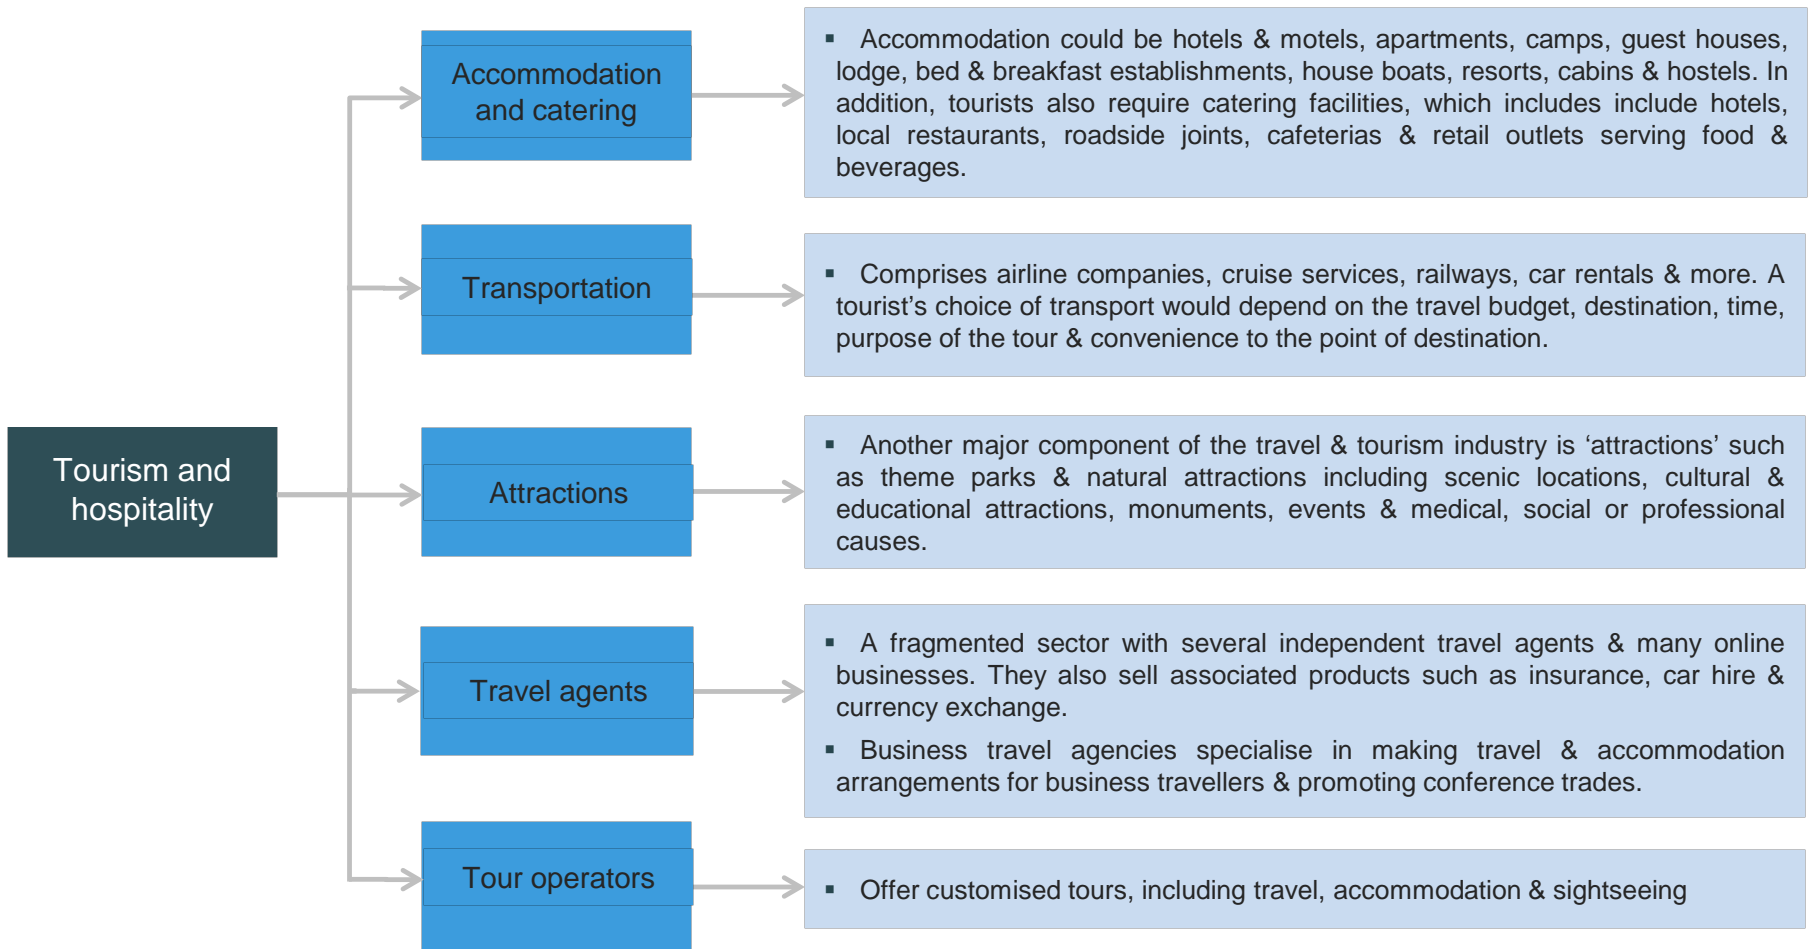 Tourism and
hospitality
Accommodation
and catering
▪ Accommodation could be hotels & motels, apartments, camps, guest houses,
lodge, bed & breakfast establishments, house boats, resorts, cabins & hostels. In
addition, tourists also require catering facilities, which includes include hotels,
local restaurants, roadside joints, cafeterias & retail outlets serving food &
beverages.
Transportation
▪ Comprises airline companies, cruise services, railways, car rentals & more. A
tourist’s choice of transport would depend on the travel budget, destination, time,
purpose of the tour & convenience to the point of destination.
Attractions
▪ Another major component of the travel & tourism industry is ‘attractions’ such
as theme parks & natural attractions including scenic locations, cultural &
educational attractions, monuments, events & medical, social or professional
causes.
Travel agents
▪ A fragmented sector with several independent travel agents & many online
businesses. They also sell associated products such as insurance, car hire &
currency exchange.
▪ Business travel agencies specialise in making travel & accommodation
arrangements for business travellers & promoting conference trades.
Tour operators
▪ Offer customised tours, including travel, accommodation & sightseeing